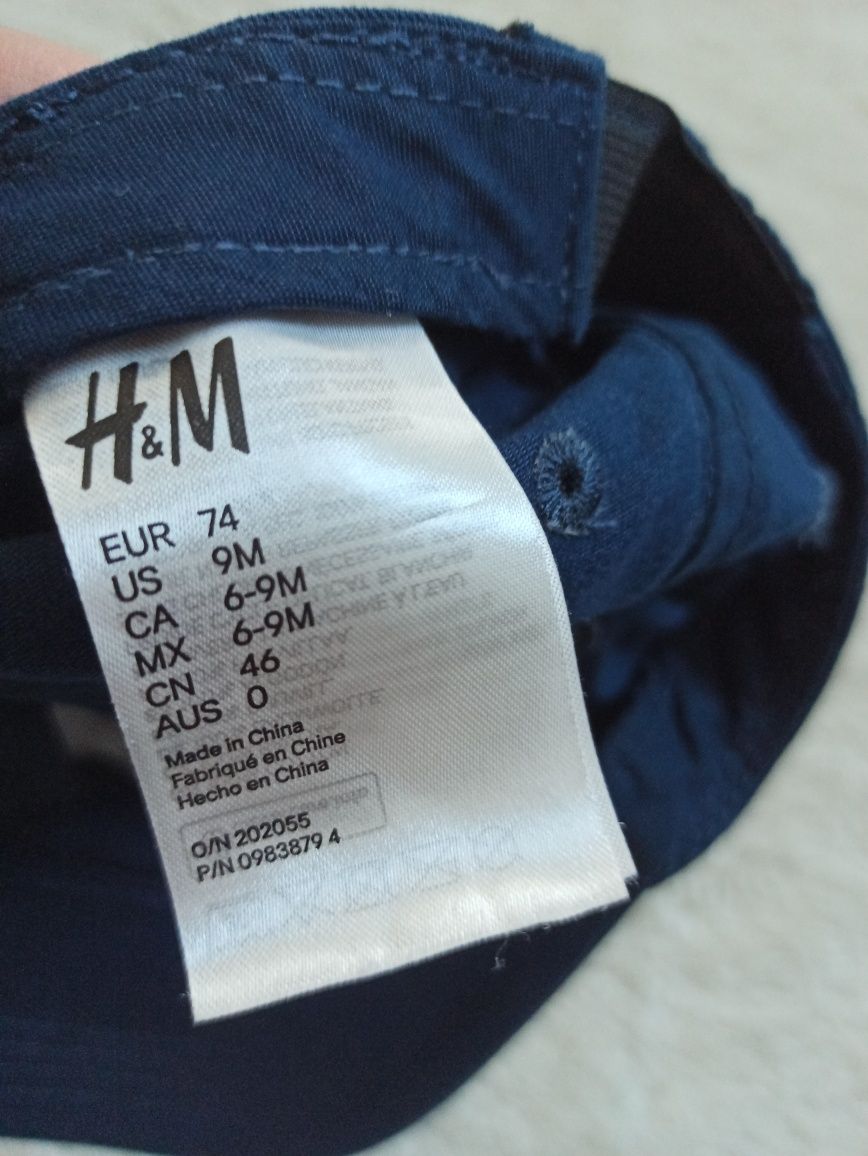 H&M
EUR 74
US 9M
CA 6-9M
MX 6-9M
CN 46
AUS 0
Made in China
Fabriqué en Chine
Hecho en China
O/N 202055
P/N 0983879 4